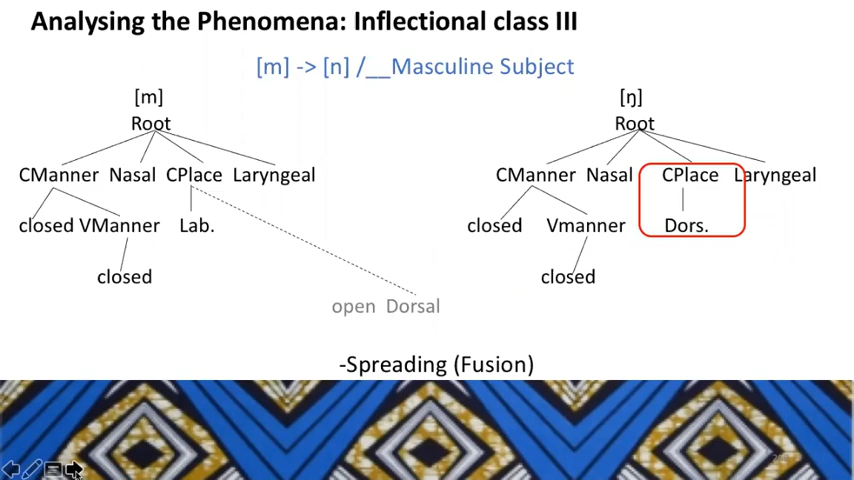 Analysing the Phenomena: Inflectional class III
[m] -> [n] /__Masculine Subject
[m] [ŋ]
Root Root
CManner Nasal CPlace Laryngeal CManner Nasal CPlace Laryngeal
closed VManner Lab. closed Vmanner Dors.
closed closed
open Dorsal
-Spreading (Fusion)